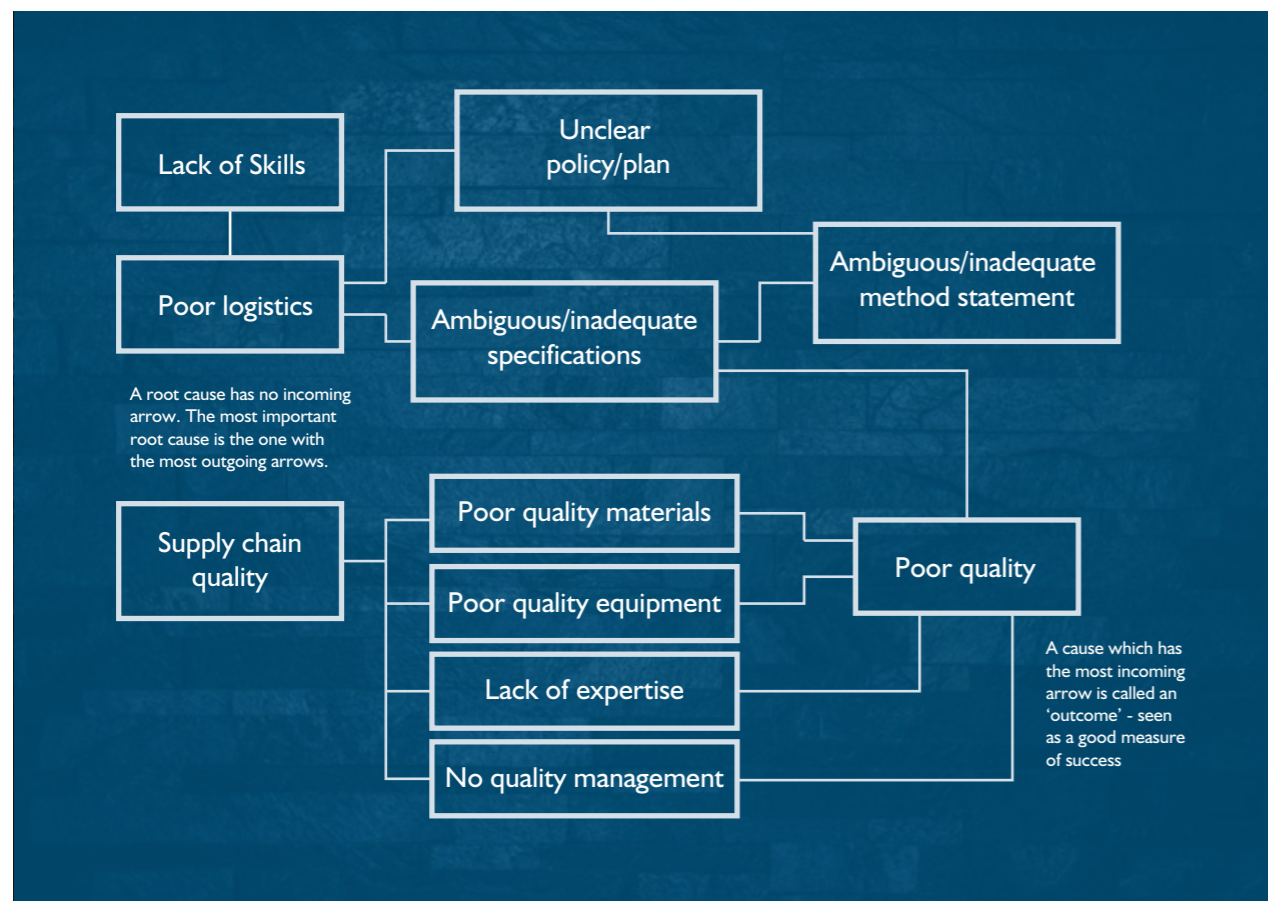 Lack of Skills
Unclear
policy/plan
Poor logistics
Ambiguous/inadequate
specifications
Ambiguous/inadequate
method statement
A root cause has no incoming
arrow. The most important
root cause is the one with
the most outgoing arrows.
Supply chain
quality
Poor quality materials
Poor quality equipment
Lack of expertise
No quality management
Poor quality
A cause which has
the most incoming
arrow is called an
‘outcome’ - seen
as a good measure
of success